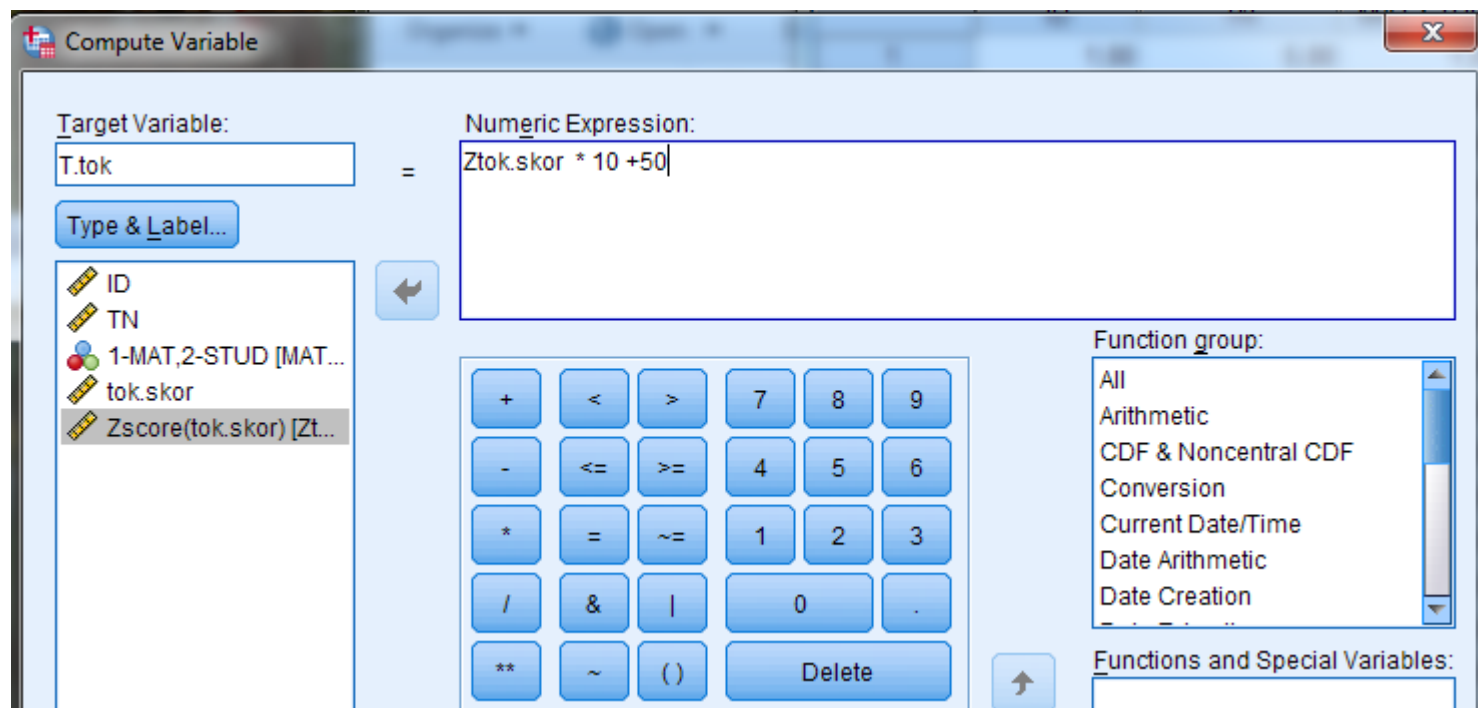 Compute Variable
Target Variable:
T.tok
=
Numeric Expression:
Ztok.skor * 10 +50
Type & Label...
ID
TN
1-MAT,2-STUD [MAT...
tok.skor
Zscore(tok.skor) [Zt...
+ < > 7 8 9
- <= >= 4 5 6
* = ~= 1 2 3
/ & | 0 .
** ~ ( ) Delete
Function group:
All
Arithmetic
CDF & Noncentral CDF
Conversion
Current Date/Time
Date Arithmetic
Date Creation
Functions and Special Variables: